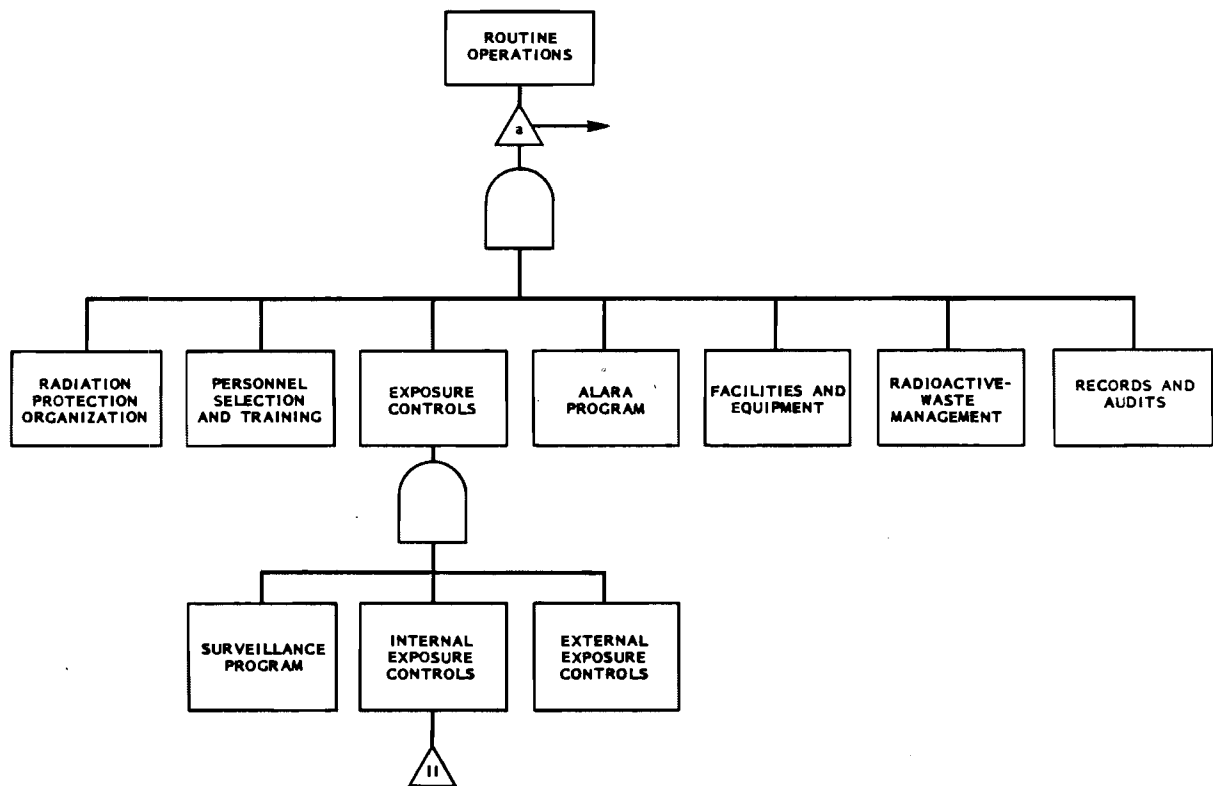 ROUTINE
OPERATIONS
a
RADIATION
PROTECTION
ORGANIZATION
PERSONNEL
SELECTION
AND TRAINING
EXPOSURE
CONTROLS
ALARA
PROGRAM
FACILITIES AND
EQUIPMENT
RADIOACTIVE-
WASTE
MANAGEMENT
RECORDS AND
AUDITS
SURVEILLANCE
PROGRAM
INTERNAL
EXPOSURE
CONTROLS
EXTERNAL
EXPOSURE
CONTROLS
II